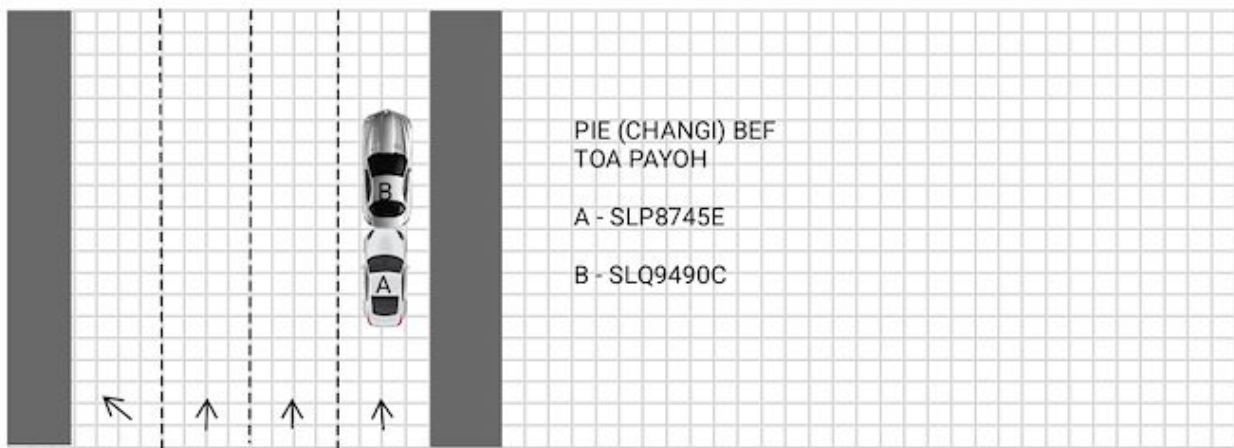 PIE (CHANGI) BEF
TOA PAYOH
A - SLP8745E
B - SLQ9490C
B
A